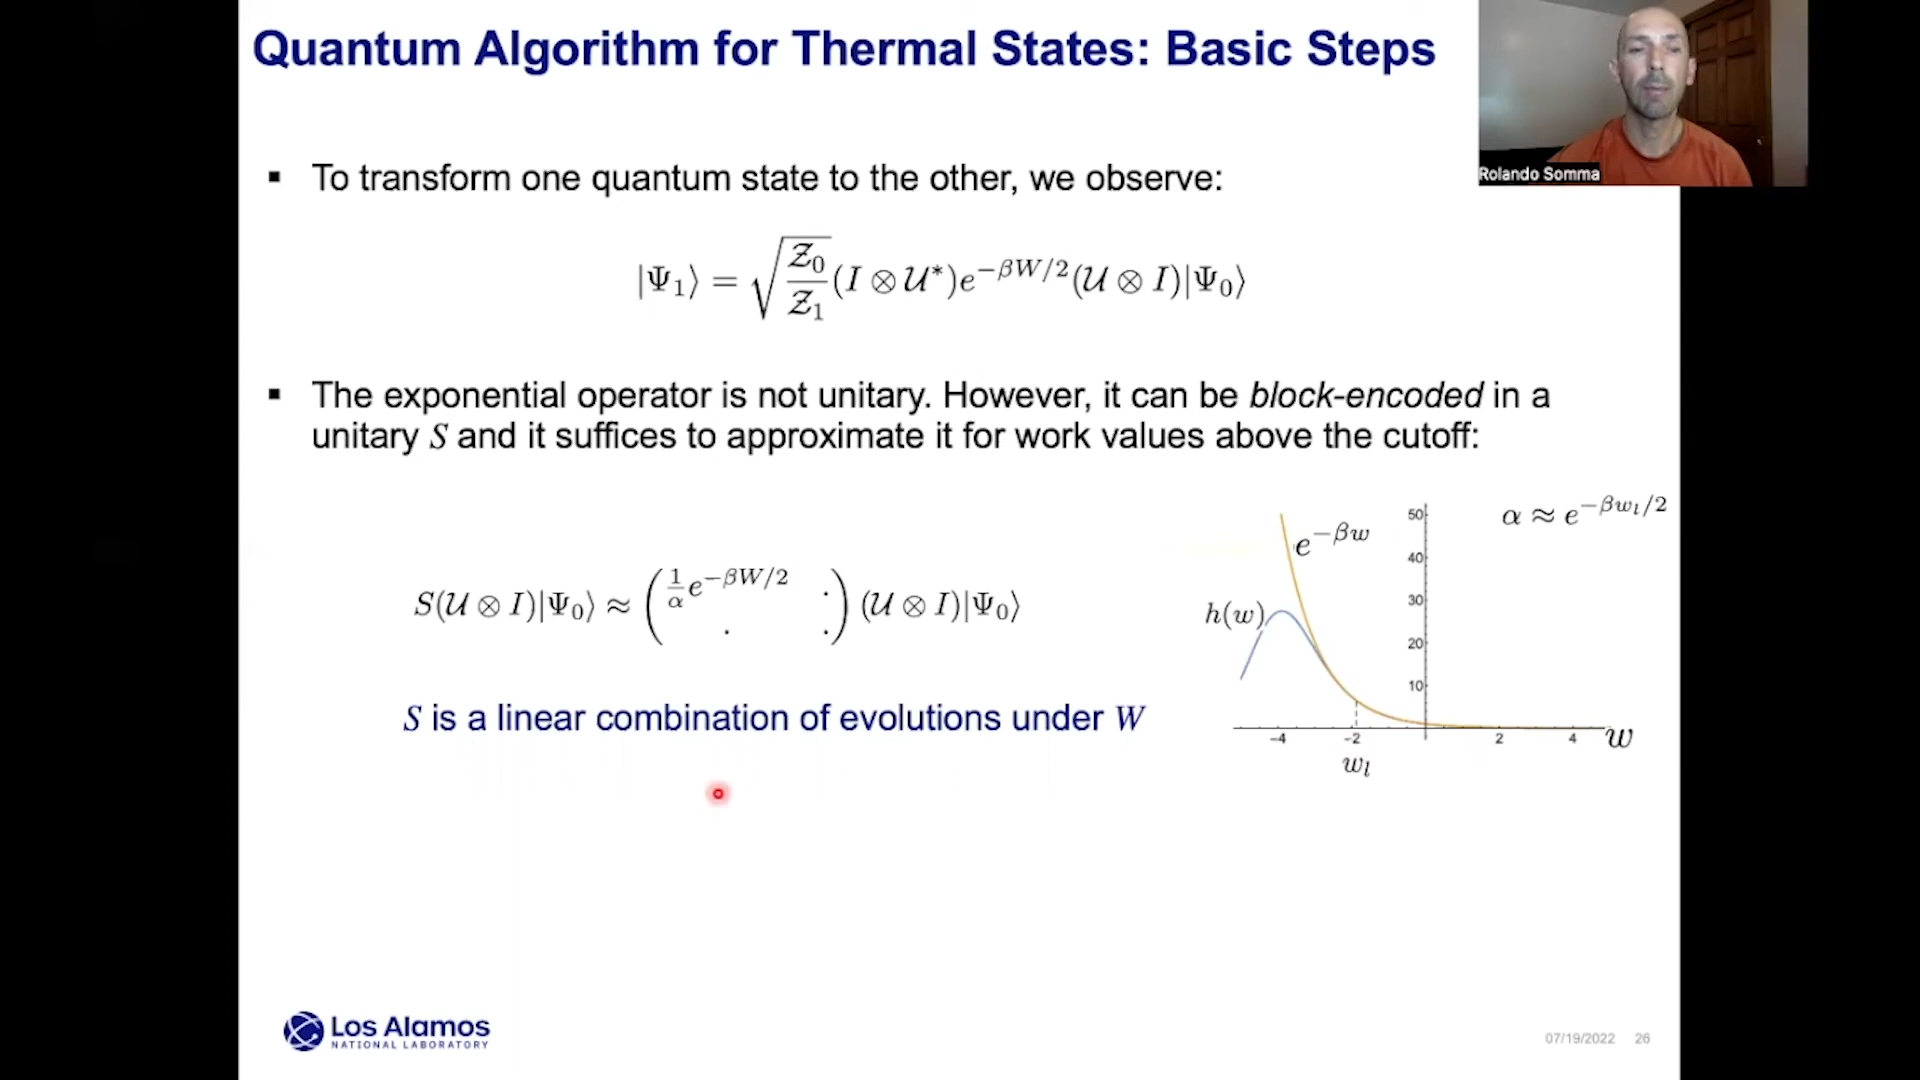 Quantum Algorithm for Thermal States: Basic Steps
Rolando Somma
▪ To transform one quantum state to the other, we observe:
|Ψ₁⟩ = √(𝒵₀/𝒵₁) (I ⊗ 𝒰*)e^{−βW/2}(𝒰 ⊗ I)|Ψ₀⟩
▪ The exponential operator is not unitary. However, it can be block-encoded in a
unitary S and it suffices to approximate it for work values above the cutoff:
S(𝒰 ⊗ I)|Ψ₀⟩ ≈ ( (1/α) e^{−βW/2} . ; . . ) (𝒰 ⊗ I)|Ψ₀⟩
S is a linear combination of evolutions under W
α ≈ e^{−βw_l/2}
e^{−βw}
h(w)
50
40
30
20
10
−4 −2 2 4 w
w_l
Los Alamos
NATIONAL LABORATORY
07/19/2022 26